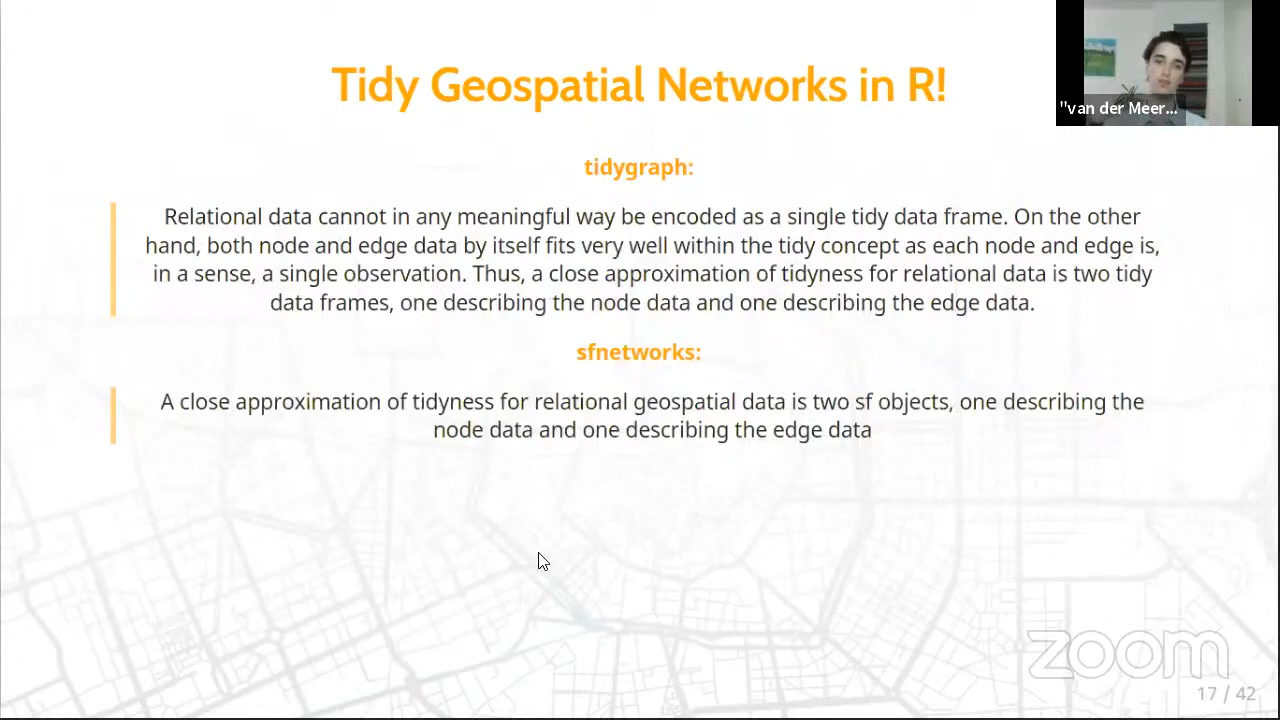 Tidy Geospatial Networks in R!
"van der Meer...
tidygraph:
Relational data cannot in any meaningful way be encoded as a single tidy data frame. On the other
hand, both node and edge data by itself fits very well within the tidy concept as each node and edge is,
in a sense, a single observation. Thus, a close approximation of tidyness for relational data is two tidy
data frames, one describing the node data and one describing the edge data.
sfnetworks:
A close approximation of tidyness for relational geospatial data is two sf objects, one describing the
node data and one describing the edge data
zoom
17 / 42